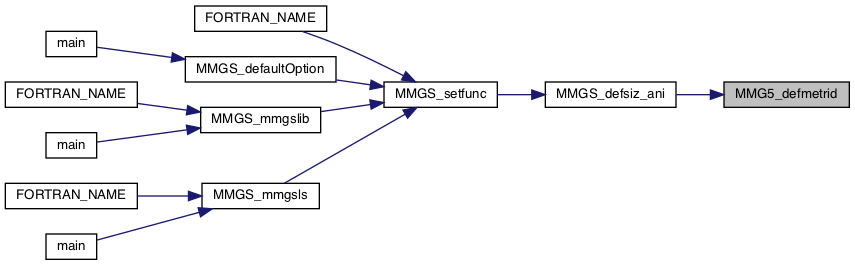 FORTRAN_NAME
main
MMGS_defaultOption
FORTRAN_NAME
MMGS_setfunc
MMGS_defsiz_ani
MMG5_defmetrid
MMGS_mmgslib
main
FORTRAN_NAME
MMGS_mmgsls
main